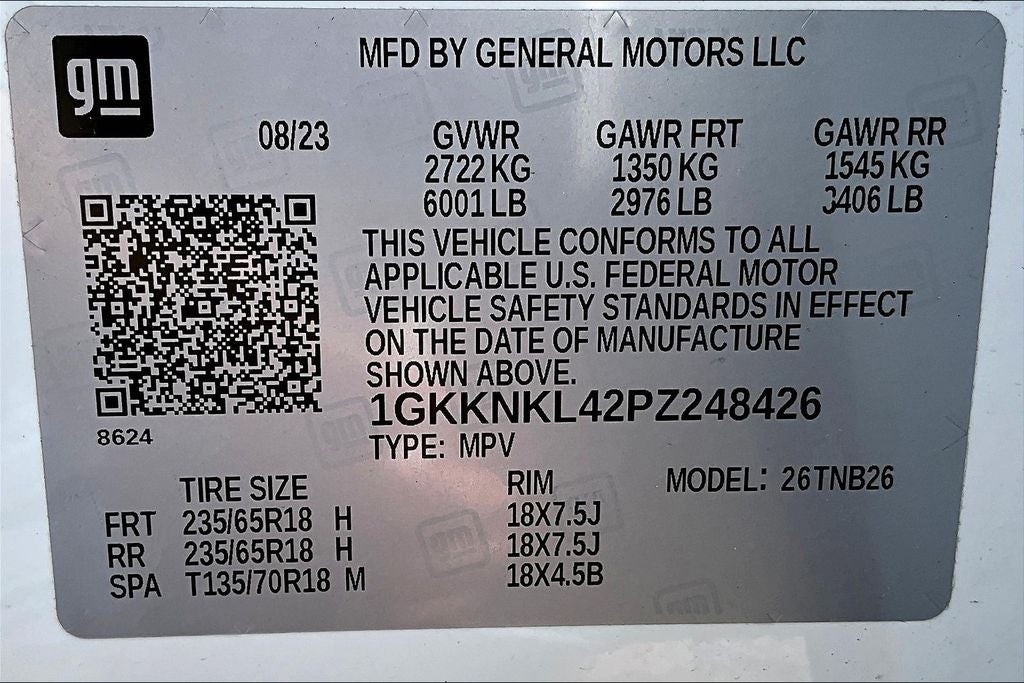 gm
MFD BY GENERAL MOTORS LLC
08/23 GVWR GAWR FRT GAWR RR
2722 KG 1350 KG 1545 KG
6001 LB 2976 LB 3406 LB
THIS VEHICLE CONFORMS TO ALL
APPLICABLE U.S. FEDERAL MOTOR
VEHICLE SAFETY STANDARDS IN EFFECT
ON THE DATE OF MANUFACTURE
SHOWN ABOVE.
1GKKNKL42PZ248426
8624
TYPE: MPV
TIRE SIZE RIM MODEL: 26TNB26
FRT 235/65R18 H 18X7.5J
RR 235/65R18 H 18X7.5J
SPA T135/70R18 M 18X4.5B